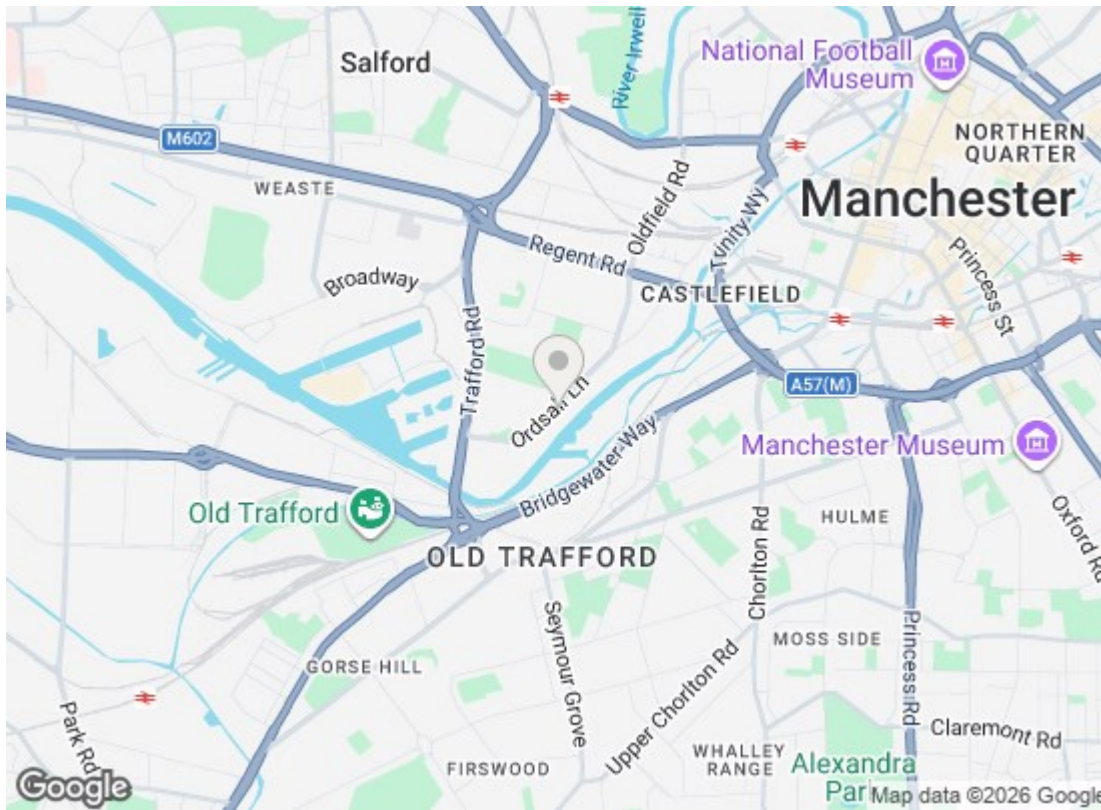 River Irwell
Salford
National Football
Museum
M602
NORTHERN
QUARTER
WEASTE
Oldfield Rd
Trinity Wy
Manchester
Regent Rd
Princess St
Broadway
CASTLEFIELD
Trafford Rd
A57(M)
Ordsall Ln
Bridgewater Way
Manchester Museum
Old Trafford
Chorlton Rd
HULME
Oxford Rd
OLD TRAFFORD
Seymour Grove
Princess Rd
MOSS SIDE
GORSE HILL
Upper Chorlton Rd
Park Rd
Claremont Rd
FIRSWOOD
WHALLEY
RANGE
Alexandra
Park
Google
Map data ©2026 Google